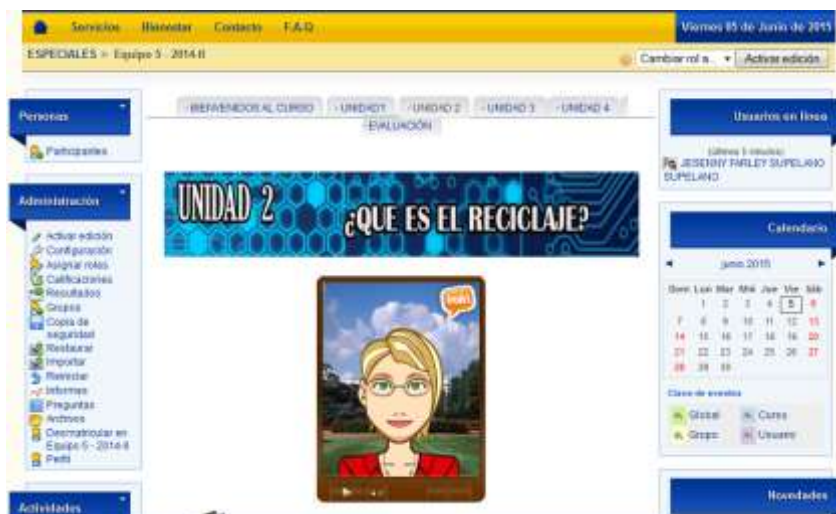 Servicios Bienestar Contacto F.A.Q
Viernes 05 de Junio de 2015
ESPECIALES » Equipo 5 - 2014-II
Cambiar rol a... Activar edición
Personas
Participantes
Administración
Activar edición
Configuración
Asignar roles
Calificaciones
Resultados
Grupos
Copia de
seguridad
Restaurar
Importar
Reiniciar
Informes
Preguntas
Archivos
Desmatricular en
Equipo 5 - 2014-II
Perfil
Actividades
BIENVENIDOS AL CURSO - UNIDAD1 - UNIDAD 2 - UNIDAD 3 - UNIDAD 4
- EVALUACIÓN
UNIDAD 2
¿QUE ES EL RECICLAJE?
Usuarios en línea
(últimos 5 minutos)
JESENNY FARLEY SUPELANO
SUPELANO
Calendario
junio 2015
Dom Lun Mar Mié Jue Vie Sáb
1 2 3 4 5 6
7 8 9 10 11 12 13
14 15 16 17 18 19 20
21 22 23 24 25 26 27
28 29 30
Clave de eventos
Global Curso
Grupo Usuario
Novedades